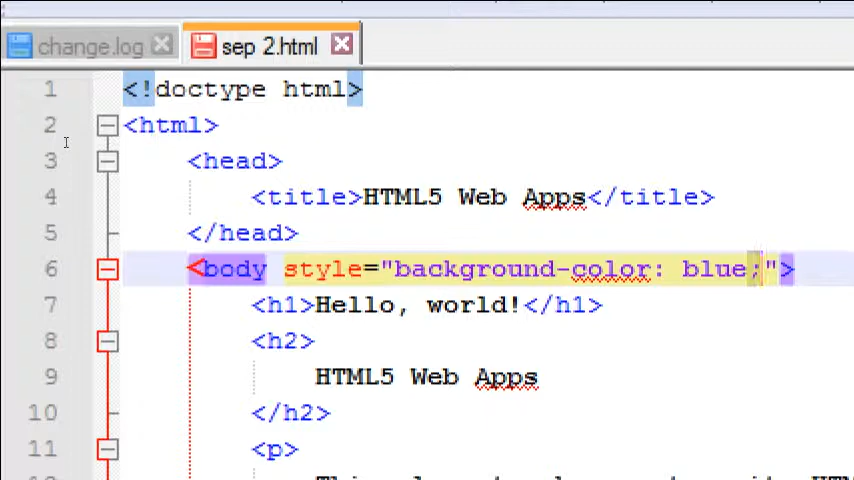 change.log sep 2.html
1 <!doctype html>
2 <html>
3 <head>
4 <title>HTML5 Web Apps</title>
5 </head>
6 <body style="background-color: blue;">
7 <h1>Hello, world!</h1>
8 <h2>
9 HTML5 Web Apps
10 </h2>
11 <p>